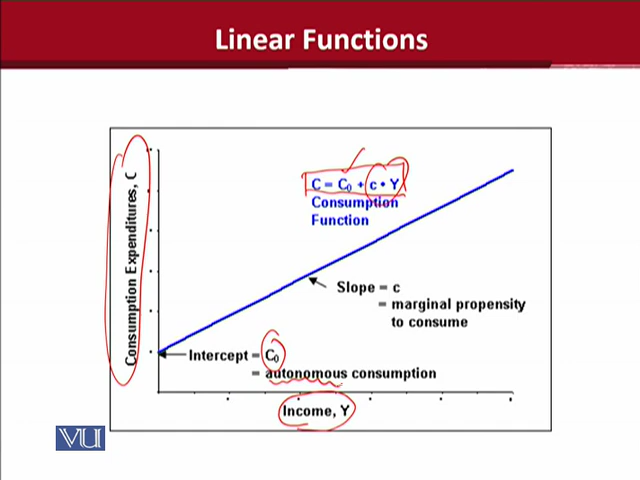 Linear Functions
Consumption Expenditures, C
C = C₀ + c • Y
Consumption
Function
Slope = c
= marginal propensity
to consume
Intercept = C₀
= autonomous consumption
Income, Y
VU